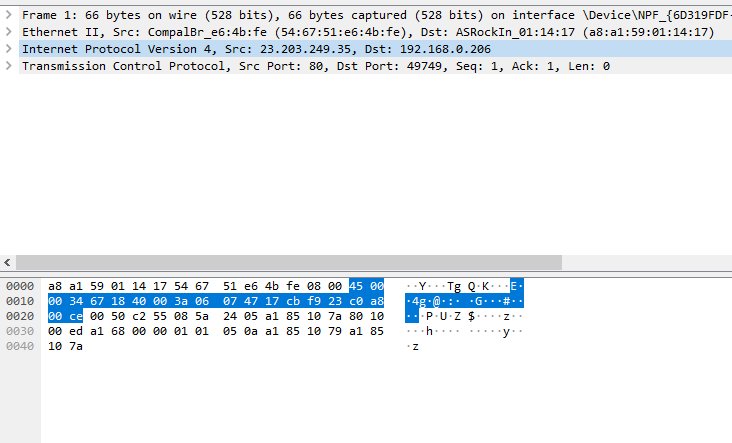 Frame 1: 66 bytes on wire (528 bits), 66 bytes captured (528 bits) on interface \Device\NPF_{6D319FDF-
Ethernet II, Src: CompalBr_e6:4b:fe (54:67:51:e6:4b:fe), Dst: ASRockIn_01:14:17 (a8:a1:59:01:14:17)
Internet Protocol Version 4, Src: 23.203.249.35, Dst: 192.168.0.206
Transmission Control Protocol, Src Port: 80, Dst Port: 49749, Seq: 1, Ack: 1, Len: 0
0000 a8 a1 59 01 14 17 54 67 51 e6 4b fe 08 00 45 00 ··Y···Tg Q·K···E·
0010 00 34 67 18 40 00 3a 06 07 47 17 cb f9 23 c0 a8 ·4g·@·:· ·G···#··
0020 00 ce 00 50 c2 55 08 5a 24 05 a1 85 10 7a 80 10 ···P·U·Z $····z··
0030 00 ed a1 68 00 00 01 01 05 0a a1 85 10 79 a1 85 ···h···· ·····y··
0040 10 7a ·z